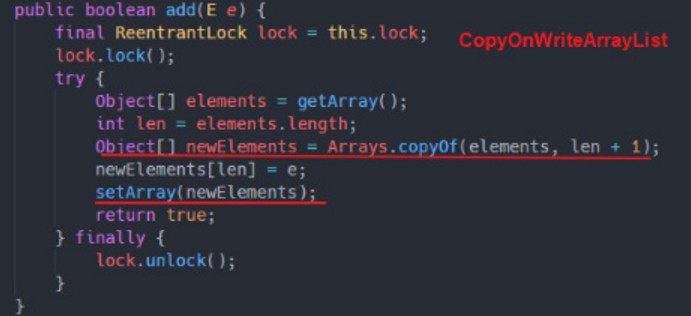 public boolean add(E e) {
final ReentrantLock lock = this.lock;
CopyOnWriteArrayList
lock.lock();
try {
Object[] elements = getArray();
int len = elements.length;
Object[] newElements = Arrays.copyOf(elements, len + 1);
newElements[len] = e;
setArray(newElements);
return true;
} finally {
lock.unlock();
}
}